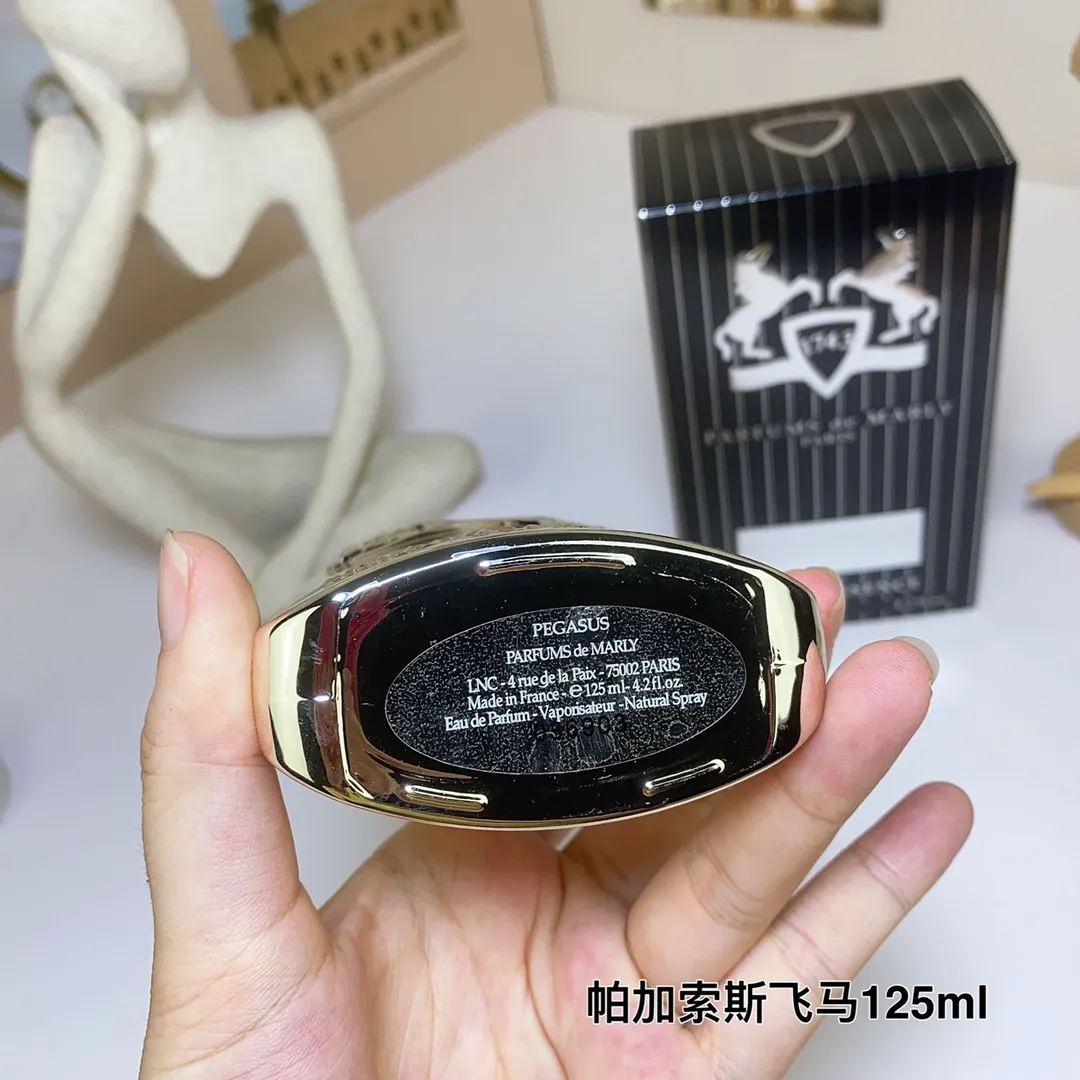 1743
PARFUMS de MARLY
PARIS
PEGASUS
PARFUMS de MARLY
LNC - 4 rue de la Paix - 75002 PARIS
Made in France - ℮ 125 ml - 4.2 fl.oz.
Eau de Parfum - Vaporisateur - Natural Spray
帕加索斯飞马125ml